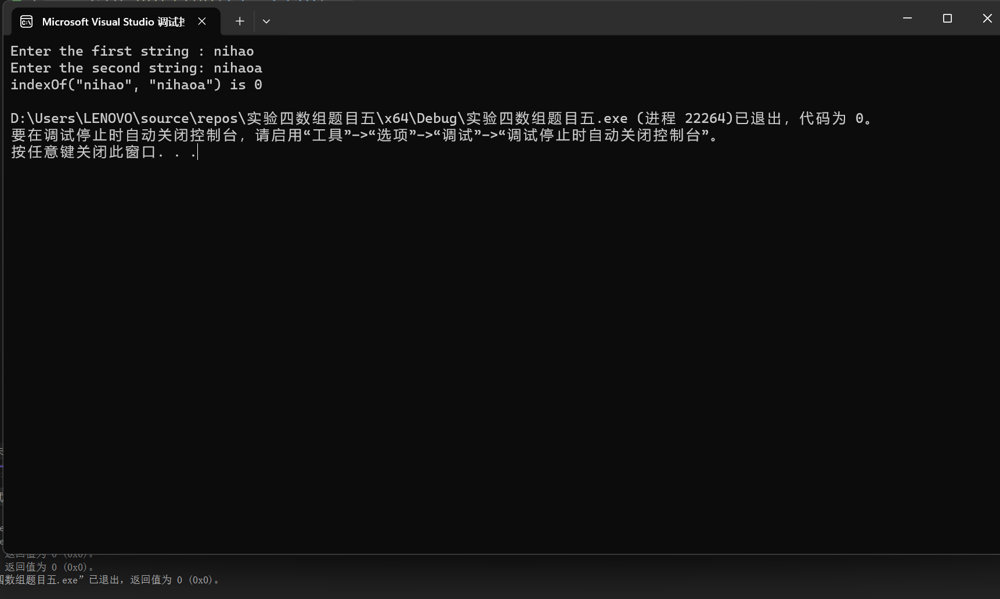 Microsoft Visual Studio 调试
Enter the first string : nihao
Enter the second string: nihaoa
indexOf("nihao", "nihaoa") is 0
D:\Users\LENOVO\source\repos\实验四数组题目五\x64\Debug\实验四数组题目五.exe (进程 22264)已退出，代码为 0。
要在调试停止时自动关闭控制台，请启用“工具”->“选项”->“调试”->“调试停止时自动关闭控制台”。
按任意键关闭此窗口. . .
返回值为 0 (0x0)。
返回值为 0 (0x0)。
四数组题目五.exe”已退出，返回值为 0 (0x0)。